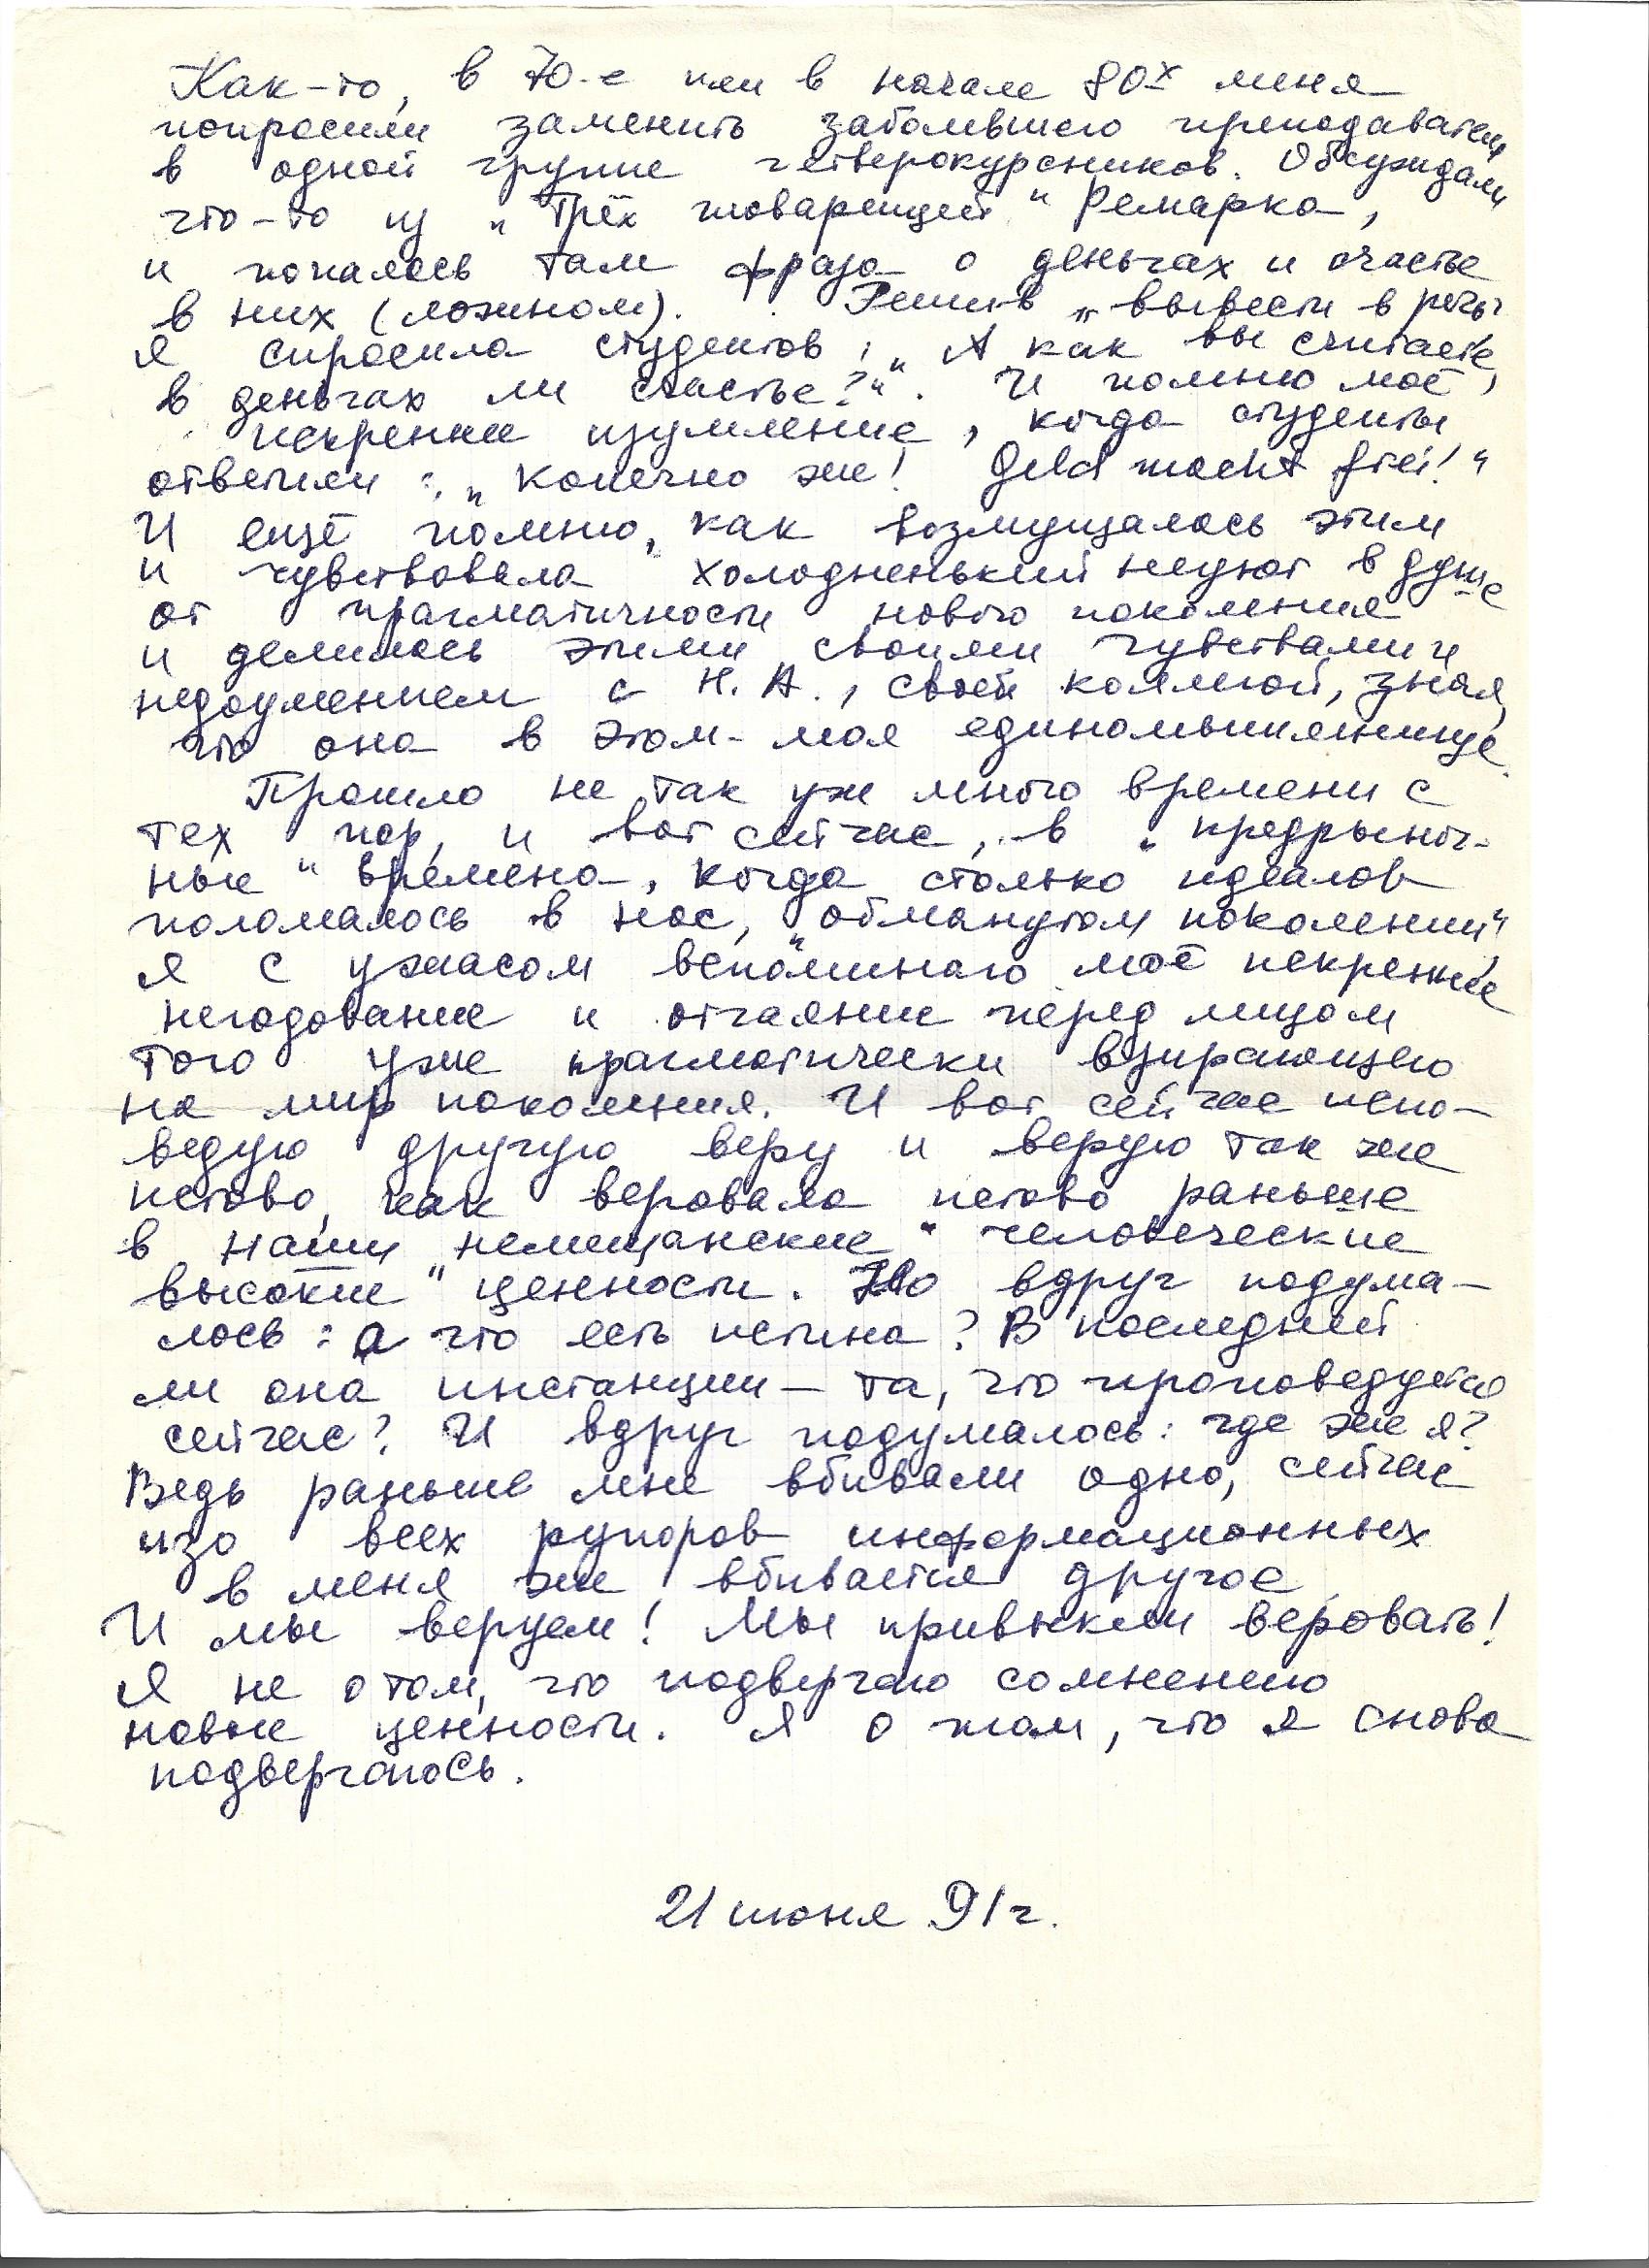 Как-то, в 70-е или в начале 80х меня
попросили заменить заболевшего преподавателя
в одной группе четверокурсников. Обсуждали
что-то из „Трёх товарищей" Ремарка,
и попалась там фраза о деньгах и счастье
в них (ложном). Решив „вывести в речь"
я спросила студентов: „А как вы считаете,
в деньгах ли счастье?". И помню моё
искреннее изумление, когда студенты
ответили: „Конечно же! Geld macht frei!"
И ещё помню, как возмущалась этим
и чувствовала холодненький неуют в душе
от прагматичности нового поколения
и делилась этими своими чувствами и
недоумением с Н.А., своей коллегой, зная,
что она в этом - моя единомышленница.
Прошло не так уж много времени с
тех пор, и вот сейчас, в „предрыноч-
ные" времена, когда столько идеалов
поломалось в нас, „обманутом поколении",
я с ужасом вспоминаю моё искреннее
негодование и отчаяние перед лицом
того уже прагматически взирающего
на мир поколения. И вот сейчас испо-
ведую другую веру и верую так же
истово, как веровала истово раньше
в наши „немещанские" человеческие
высокие" ценности. Но вдруг подума-
лось: а что есть истина? В последней
ли она инстанции - та, что проповедуется
сейчас? И вдруг подумалось: где же я?
Ведь раньше мне вбивали одно, сейчас
изо всех рупоров информационных
в меня же вбивается другое
И мы веруем! Мы привыкли веровать!
Я не о том, что подвергаю сомнению
новые ценности. Я о том, что я снова
подвергаюсь.
21 июня 91г.